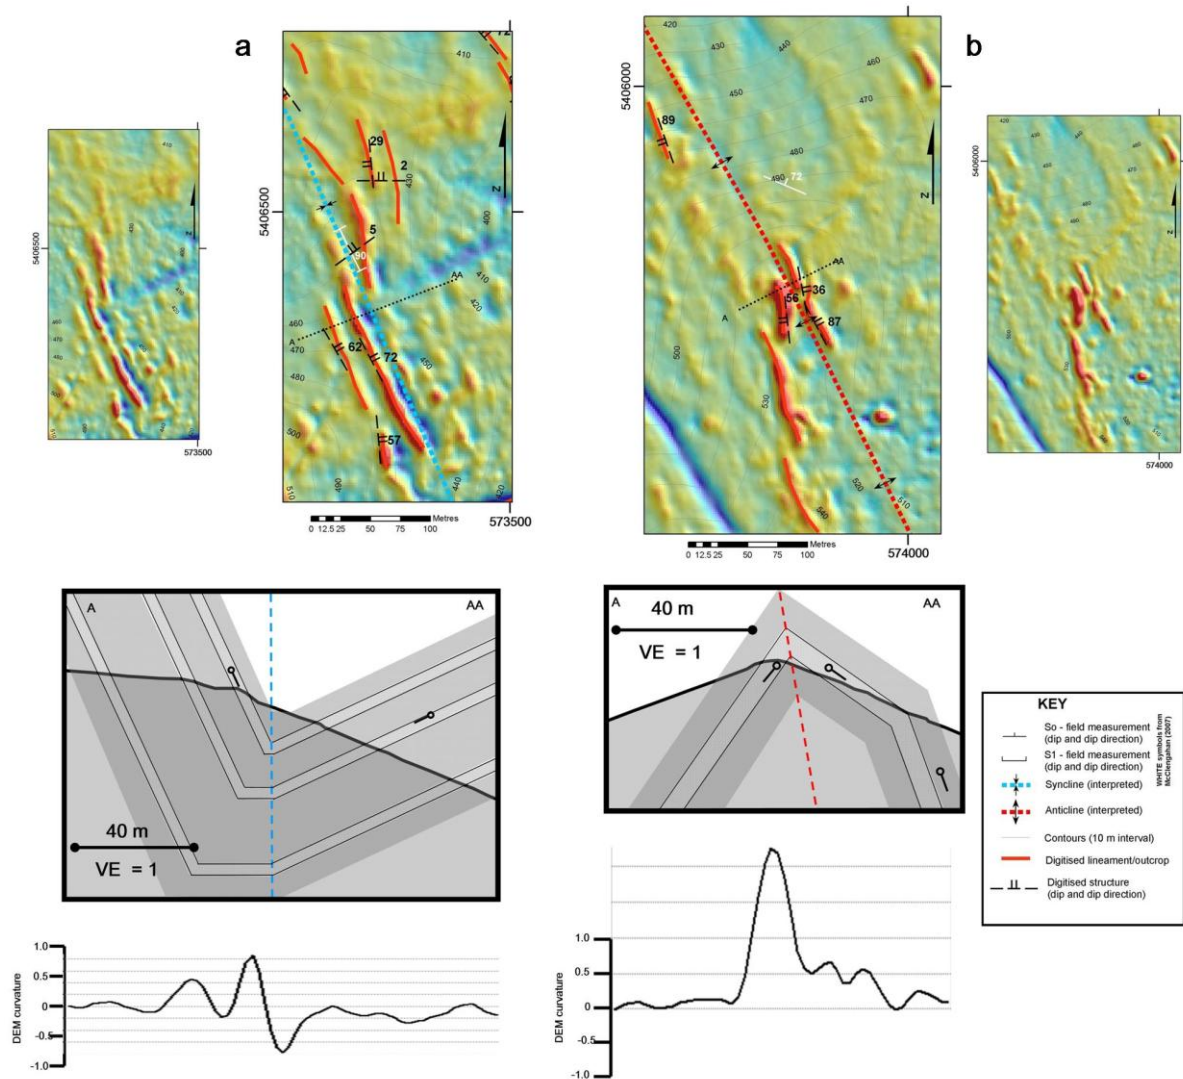 a
b
573500
574000
5406500
573500
5406500
410
72
29
2
430
5
90
400
AA
410
420
460
A
470
62
72
450
480
57
500
510
490
440
420
573500
0 12.5 25 50 75 100 Metres
5406000
420
430
440
450
460
470
89
480
490
72
N
AA
A
56
36
87
500
530
520
510
540
574000
0 12.5 25 50 75 100 Metres
5406000
574000
A
AA
40 m
VE = 1
A
AA
40 m
VE = 1
KEY
So - field measurement
(dip and dip direction)
S1 - field measurement
(dip and dip direction)
WHITE symbols from
McClengahan (2007)
Syncline (interpreted)
Anticline (interpreted)
Contours (10 m interval)
Digitised lineament/outcrop
Digitised structure
(dip and dip direction)
DEM curvature
1.0
0.5
0
-0.5
-1.0
DEM curvature
1.0
0.5
0
-0.5
-1.0